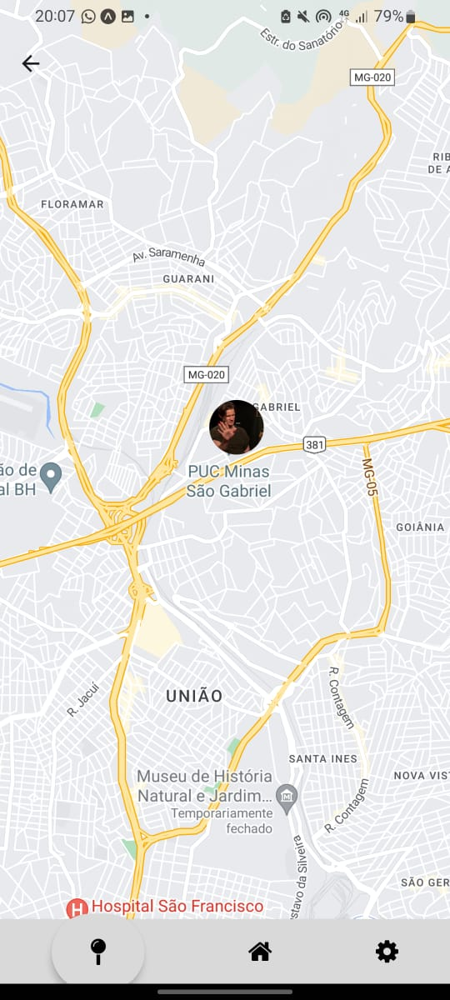 20:07
4G
79%
Estr. do Sanatório
MG-020
RIB
DE A
FLORAMAR
Av. Saramenha
GUARANI
MG-020
GABRIEL
381
ão de
al BH
PUC Minas
São Gabriel
MG-05
GOIÂNIA
R. Jacuí
UNIÃO
R. Contagem
SANTA INES
NOVA VIST
Museu de História
Natural e Jardim...
Temporariamente
fechado
R. Contagem
stavo da Silveira
SÃO GER
H Hospital São Francisco